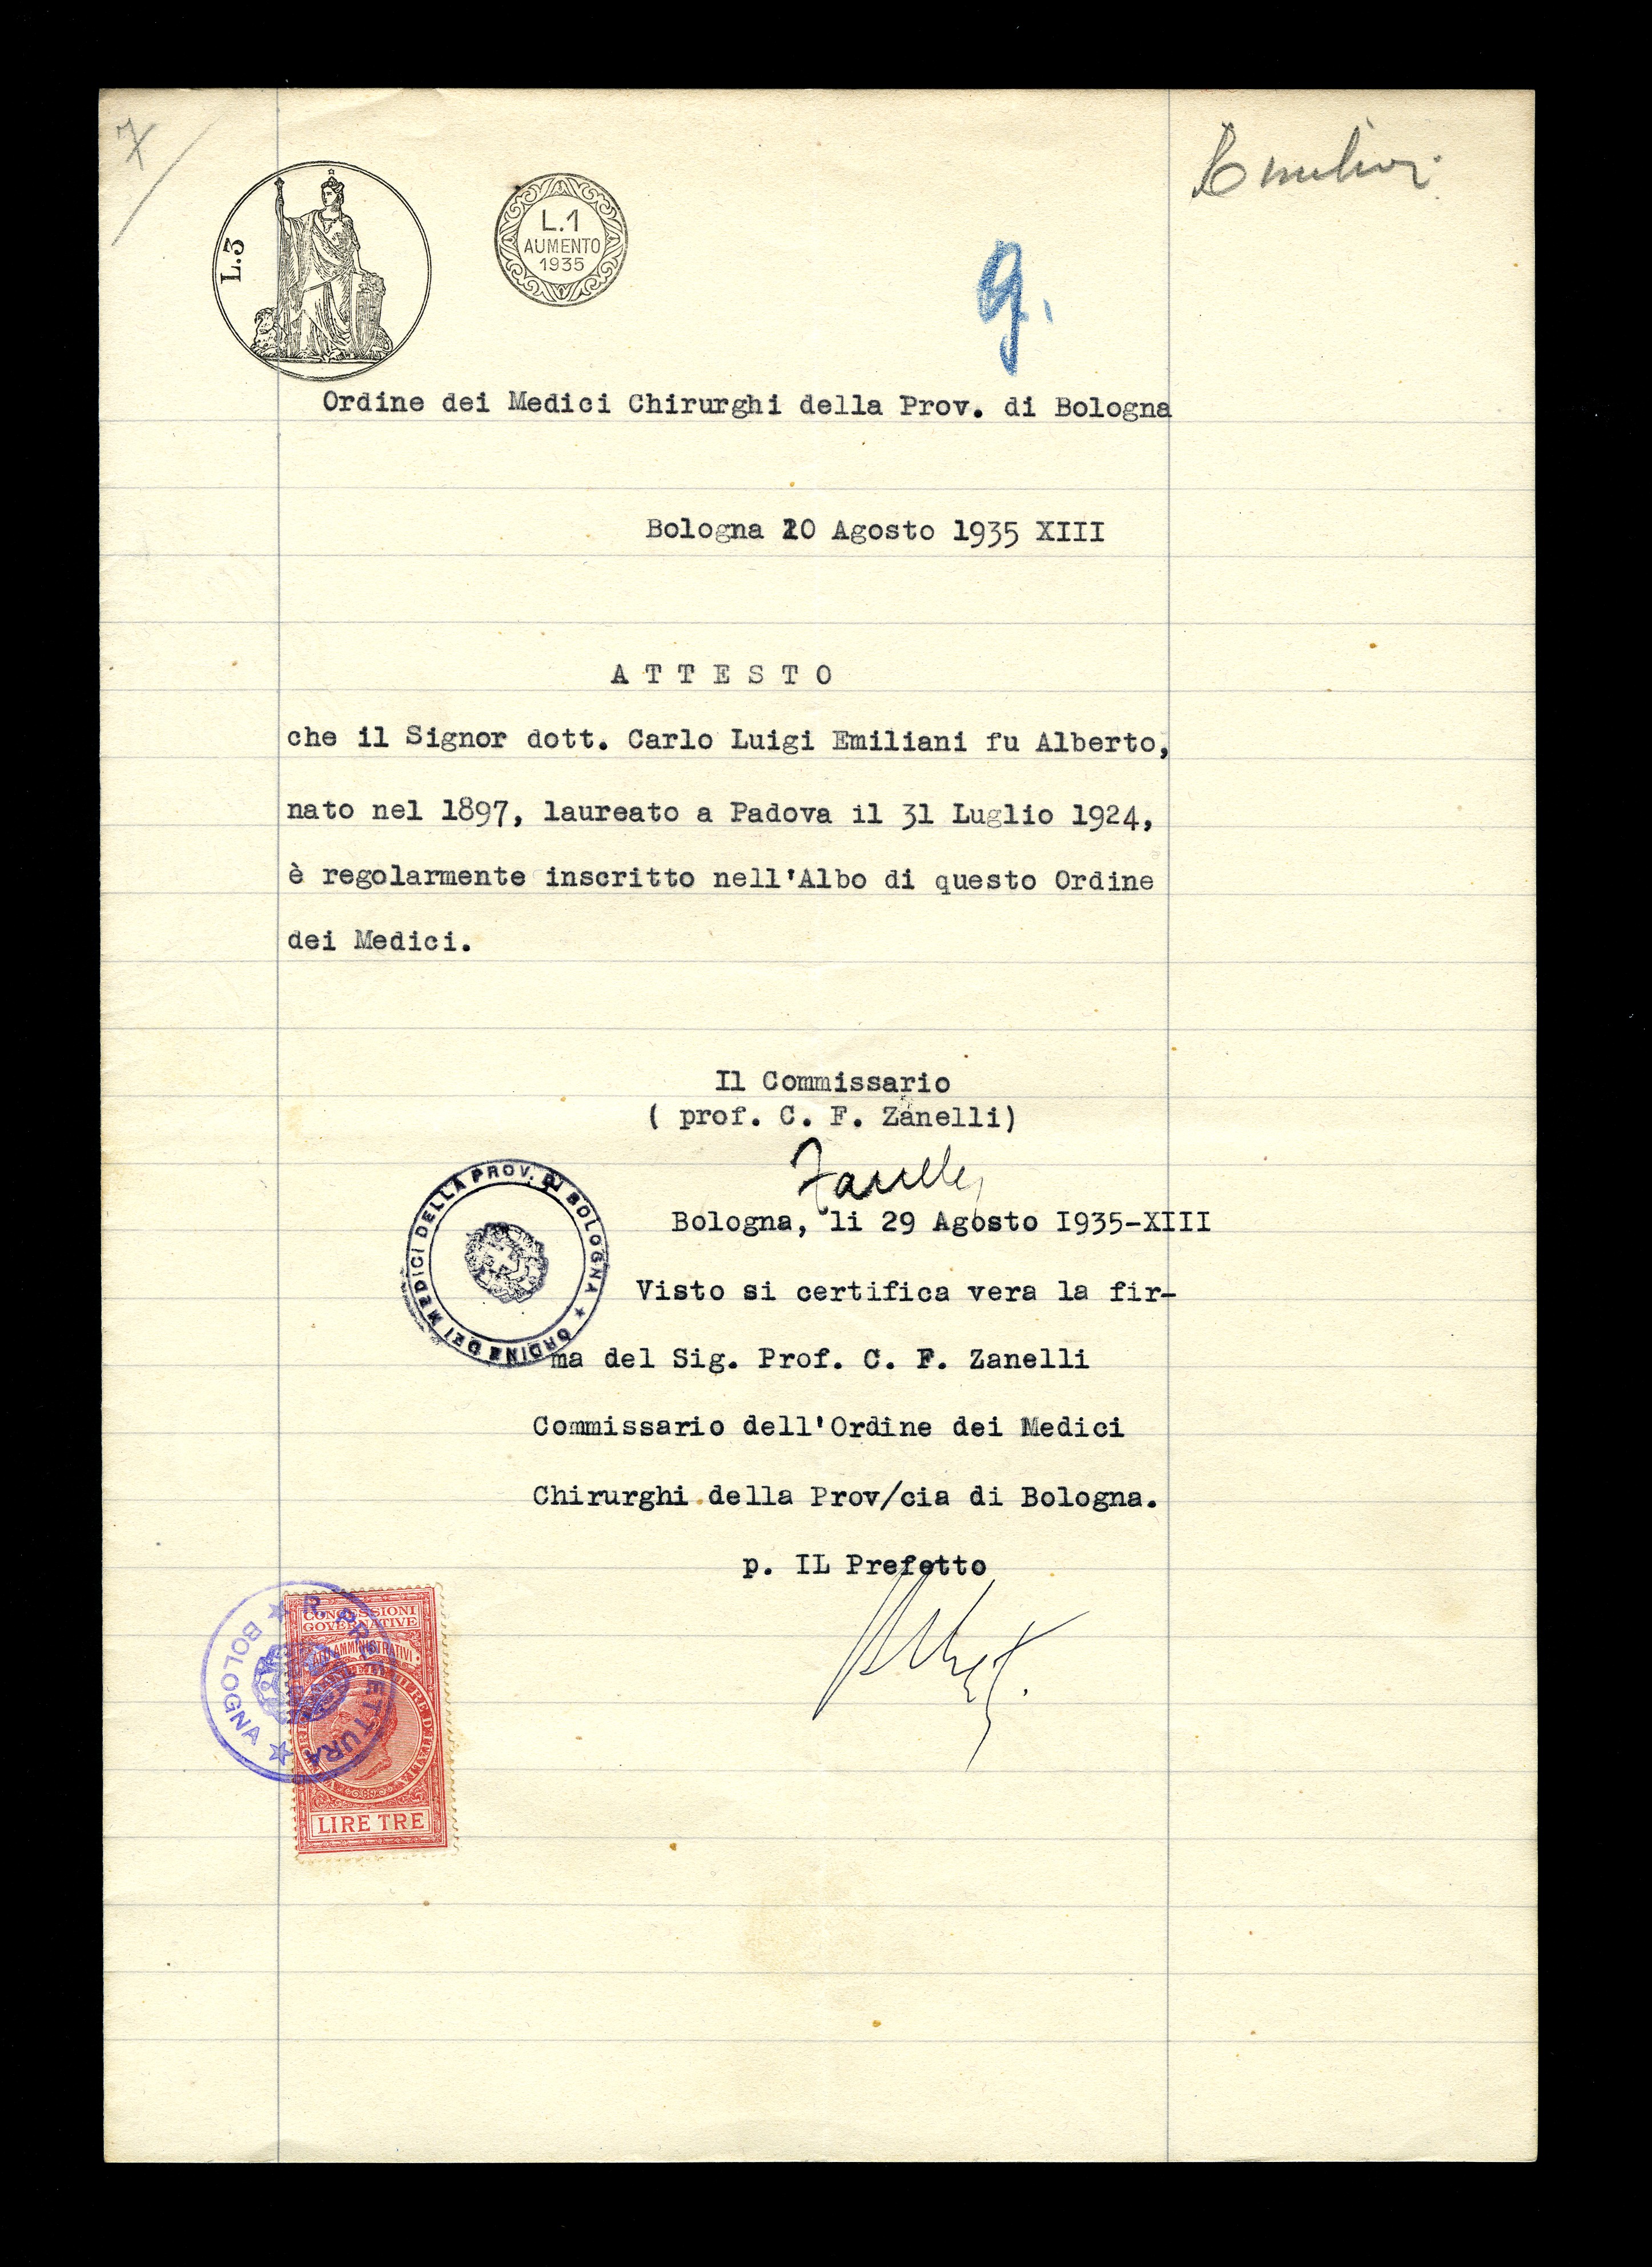 7
Emiliani
L.3
L.1
AUMENTO
1935
g.
Ordine dei Medici Chirurghi della Prov. di Bologna
Bologna 20 Agosto 1935 XIII
A T T E S T O
che il Signor dott. Carlo Luigi Emiliani fu Alberto,
nato nel 1897, laureato a Padova il 31 Luglio 1924,
è regolarmente inscritto nell'Albo di questo Ordine
dei Medici.
Il Commissario
( prof. C. F. Zanelli)
Zanelli
ORDINE DEI MEDICI DELLA PROV. DI BOLOGNA
Bologna, li 29 Agosto I935-XIII
Visto si certifica vera la fir-
ma del Sig. Prof. C. F. Zanelli
Commissario dell'Ordine dei Medici
Chirurghi della Prov/cia di Bologna.
p. IL Prefetto
R. PREFETTURA
BOLOGNA
CONCESSIONI
GOVERNATIVE
ATTI AMMINISTRATIVI
LIRE TRE